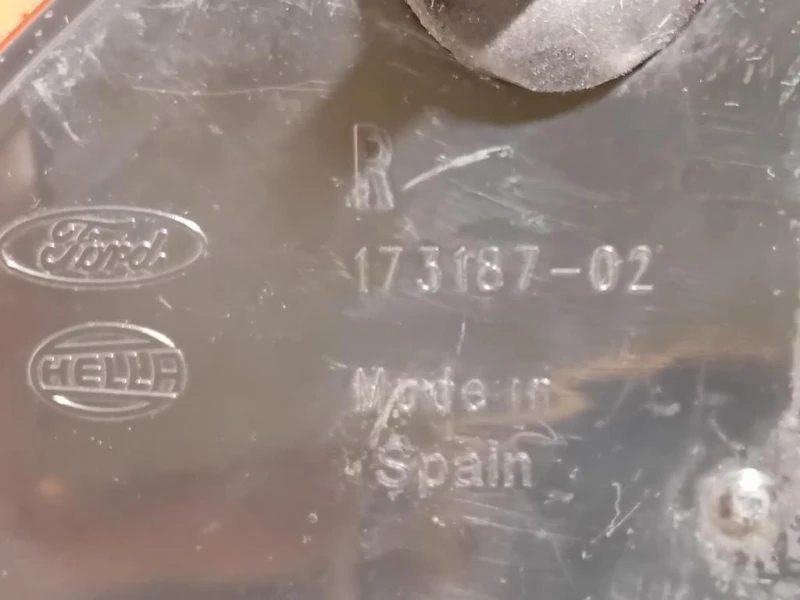 R
Ford
173187-02
HELLA
Made in
Spain